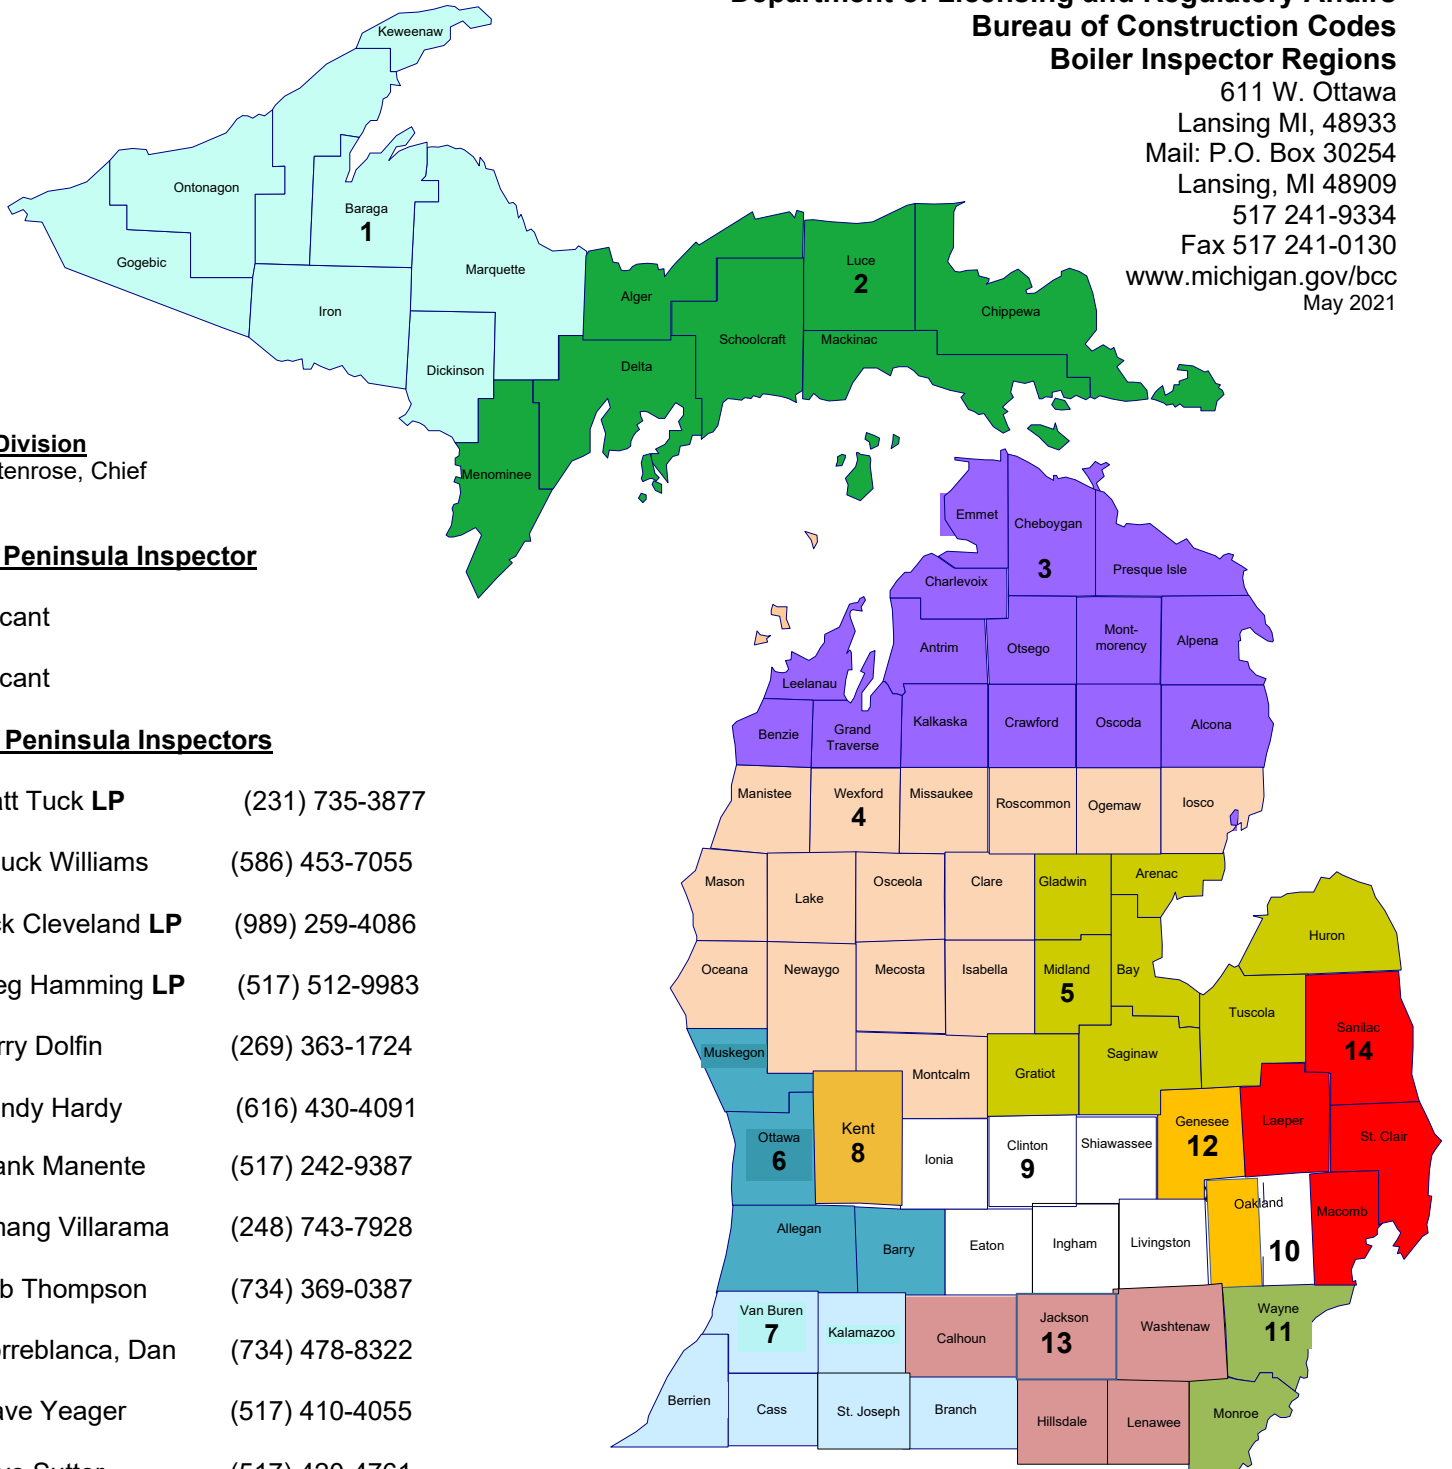 Bureau of Construction Codes
Boiler Inspector Regions
611 W. Ottawa
Lansing MI, 48933
Mail: P.O. Box 30254
Lansing, MI 48909
517 241-9334
Fax 517 241-0130
www.michigan.gov/bcc
May 2021
Division
tenrose, Chief
Peninsula Inspector
cant
cant
Peninsula Inspectors
tt Tuck LP (231) 735-3877
uck Williams (586) 453-7055
ck Cleveland LP (989) 259-4086
eg Hamming LP (517) 512-9983
rry Dolfin (269) 363-1724
ndy Hardy (616) 430-4091
ank Manente (517) 242-9387
hang Villarama (248) 743-7928
b Thompson (734) 369-0387
orreblanca, Dan (734) 478-8322
ave Yeager (517) 410-4055
Keweenaw
Ontonagon
Baraga
1
Gogebic
Marquette
Iron
Dickinson
Luce
2
Alger
Chippewa
Schoolcraft
Mackinac
Delta
Menominee
Emmet
Cheboygan
3
Presque Isle
Charlevoix
Antrim
Otsego
Mont-
morency
Alpena
Leelanau
Benzie
Grand
Traverse
Kalkaska
Crawford
Oscoda
Alcona
Manistee
Wexford
4
Missaukee
Roscommon
Ogemaw
Iosco
Mason
Lake
Osceola
Clare
Gladwin
Arenac
Huron
Oceana
Newaygo
Mecosta
Isabella
Midland
5
Bay
Tuscola
Sanilac
14
Muskegon
Montcalm
Gratiot
Saginaw
Ottawa
6
Kent
8
Ionia
Clinton
9
Shiawassee
Genesee
12
Laeper
St. Clair
Allegan
Barry
Eaton
Ingham
Livingston
Oakland
10
Macomb
Van Buren
7
Kalamazoo
Calhoun
Jackson
13
Washtenaw
Wayne
11
Berrien
Cass
St. Joseph
Branch
Hillsdale
Lenawee
Monroe